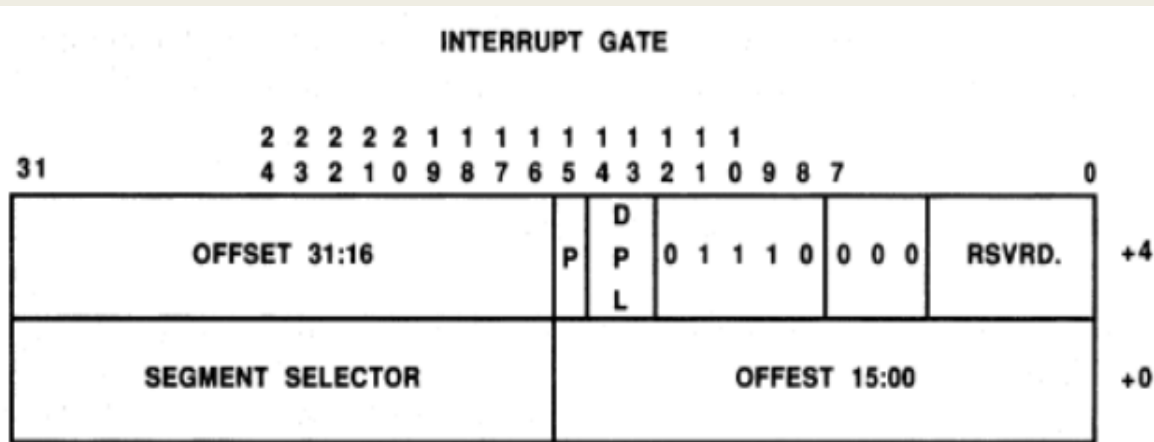 INTERRUPT GATE
2 2 2 2 2 1 1 1 1 1 1 1 1 1 1
31 4 3 2 1 0 9 8 7 6 5 4 3 2 1 0 9 8 7 0
OFFSET 31:16 P DPL 0 1 1 1 0 0 0 0 RSVRD. +4
SEGMENT SELECTOR OFFEST 15:00 +0